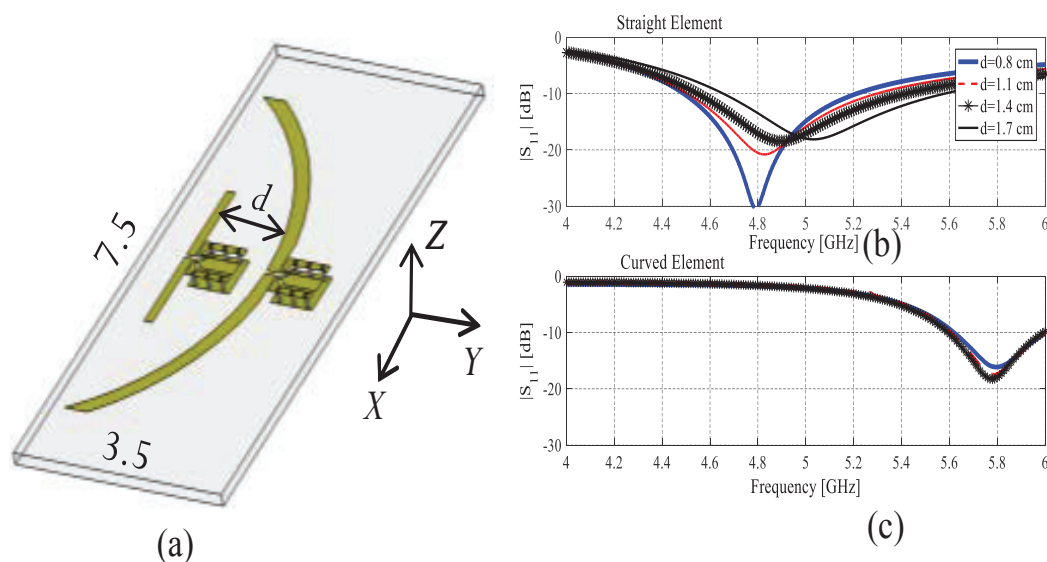 7.5
3.5
d
Z
Y
X
(a)
Straight Element
0
-10
-20
-30
|S11| [dB]
4 4.2 4.4 4.6 4.8 5 5.2 5.4 5.6 5.8 6
Frequency [GHz]
d=0.8 cm
d=1.1 cm
d=1.4 cm
d=1.7 cm
(b)
Curved Element
0
-10
-20
-30
|S11| [dB]
4 4.2 4.4 4.6 4.8 5 5.2 5.4 5.6 5.8 6
Frequency [GHz]
(c)